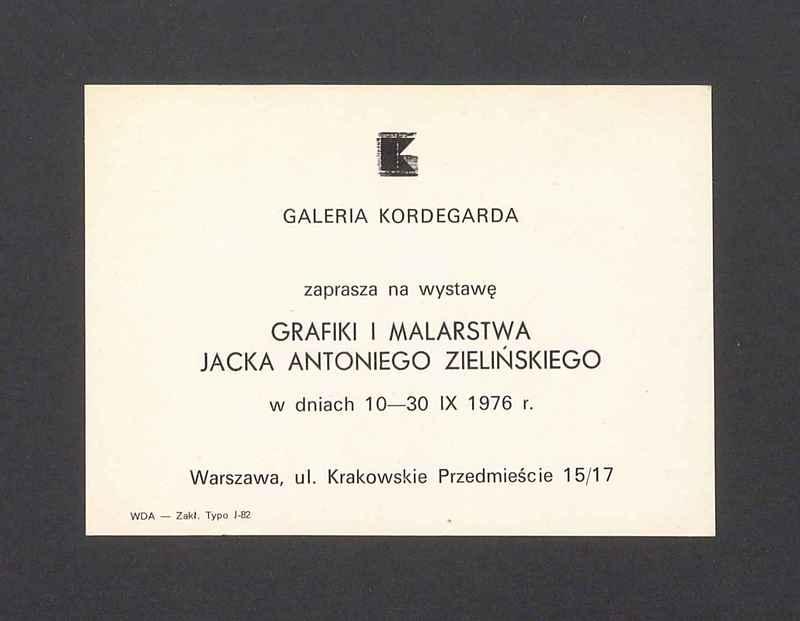 K
GALERIA KORDEGARDA
zaprasza na wystawę
GRAFIKI I MALARSTWA
JACKA ANTONIEGO ZIELIŃSKIEGO
w dniach 10—30 IX 1976 r.
Warszawa, ul. Krakowskie Przedmieście 15/17
WDA — Zakł. Typo J-82